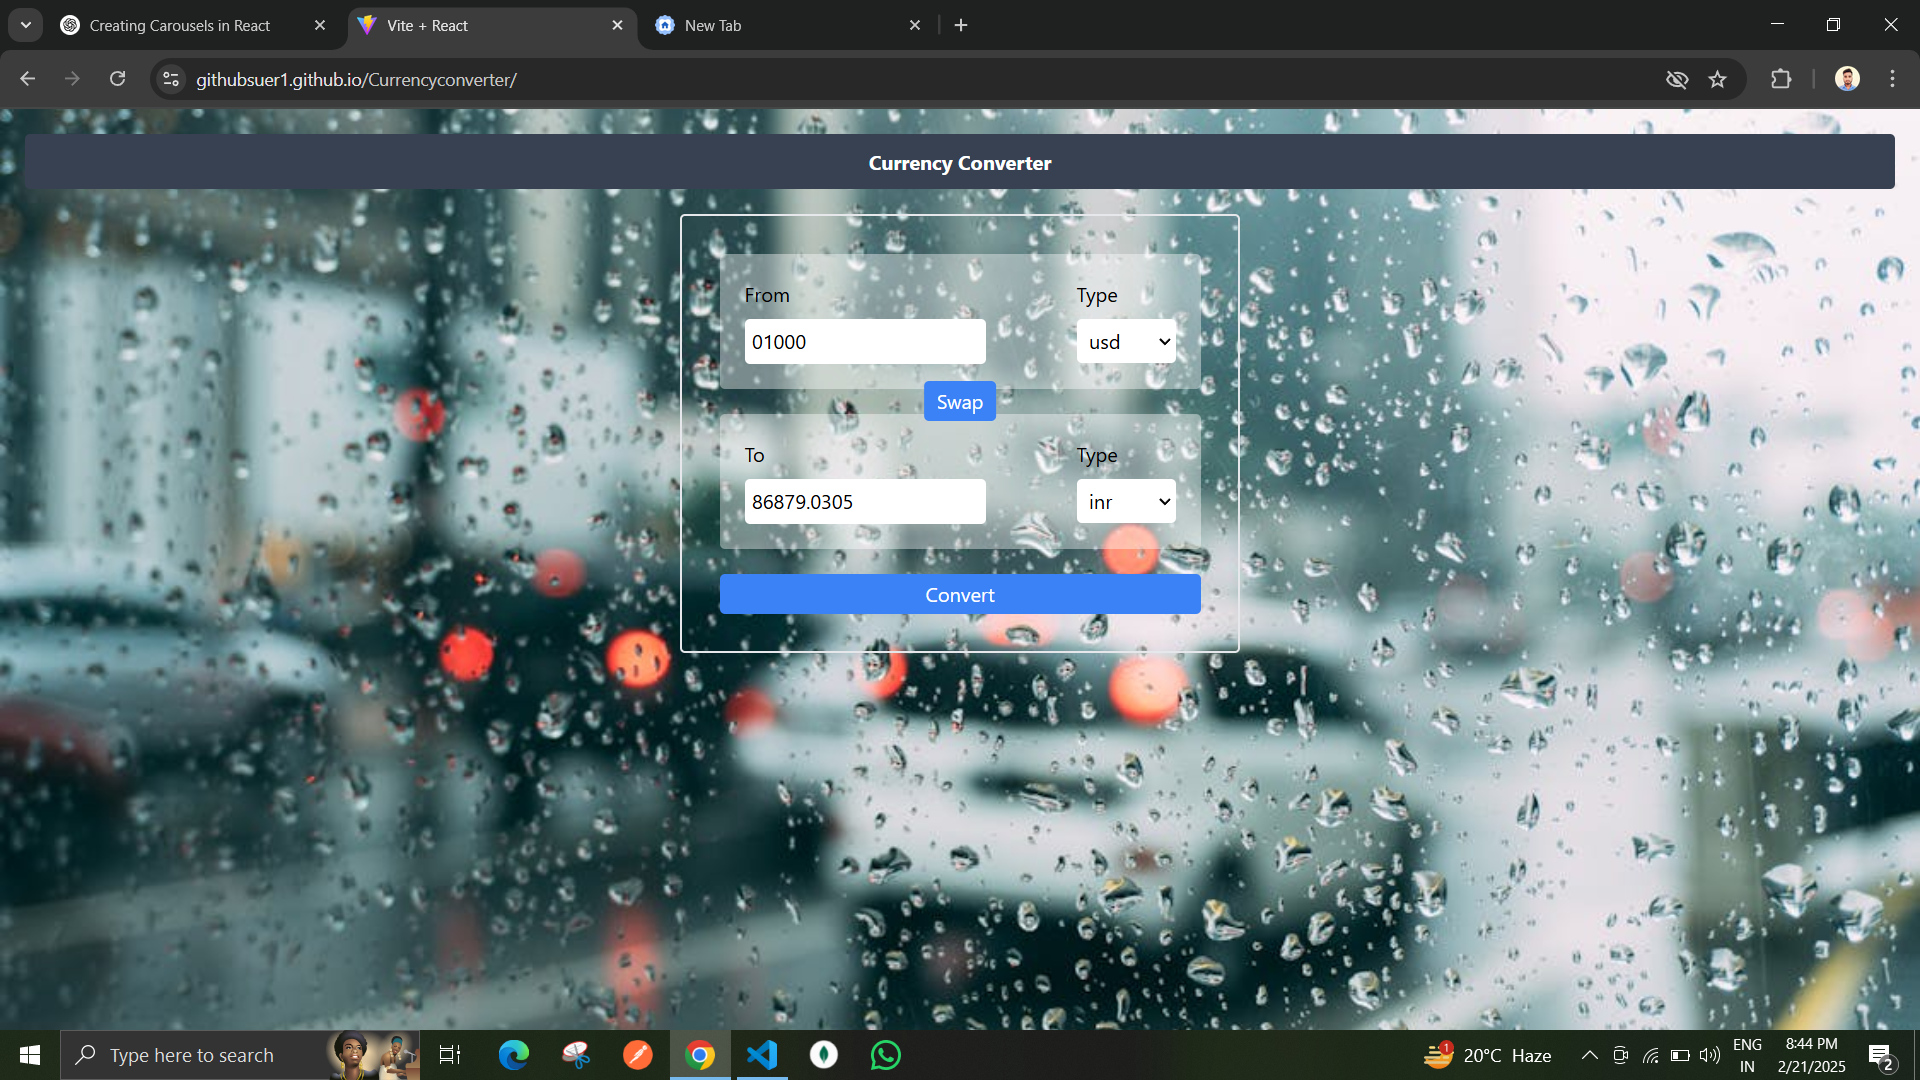 Creating Carousels in React
Vite + React
New Tab
githubsuer1.github.io/Currencyconverter/
Currency Converter
From
Type
01000
usd
Swap
To
Type
86879.0305
inr
Convert
Type here to search
1
20°C Haze
ENG
IN
8:44 PM
2/21/2025
2